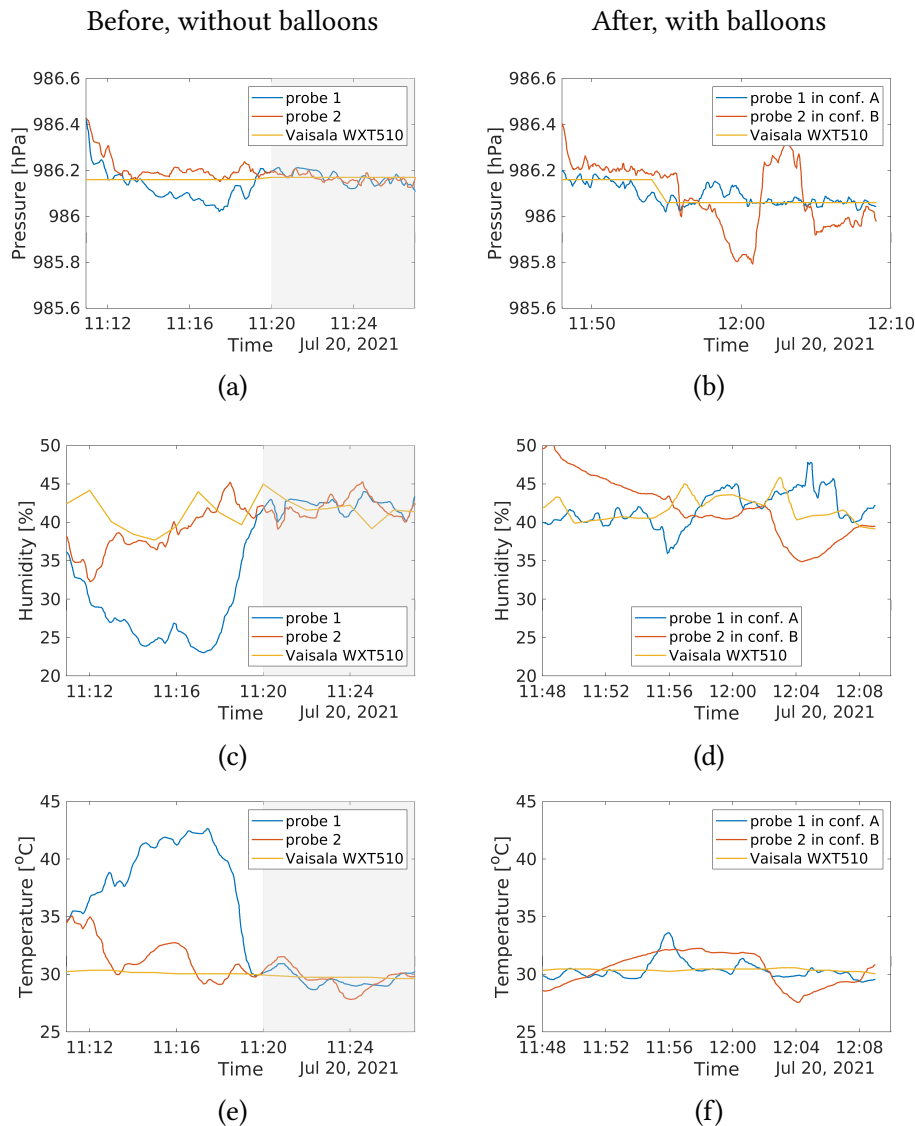 Before, without balloons
After, with balloons
986.6
986.4
986.2
986
985.8
985.6
Pressure [hPa]
probe 1
probe 2
Vaisala WXT510
11:12
11:16
11:20
11:24
Time
Jul 20, 2021
(a)
986.6
986.4
986.2
986
985.8
985.6
Pressure [hPa]
probe 1 in conf. A
probe 2 in conf. B
Vaisala WXT510
11:50
12:00
12:10
Time
Jul 20, 2021
(b)
50
45
40
35
30
25
20
Humidity [%]
probe 1
probe 2
Vaisala WXT510
11:12
11:16
11:20
11:24
Time
Jul 20, 2021
(c)
50
45
40
35
30
25
20
Humidity [%]
probe 1 in conf. A
probe 2 in conf. B
Vaisala WXT510
11:48
11:52
11:56
12:00
12:04
12:08
Time
Jul 20, 2021
(d)
45
40
35
30
25
Temperature [°C]
probe 1
probe 2
Vaisala WXT510
11:12
11:16
11:20
11:24
Time
Jul 20, 2021
(e)
45
40
35
30
25
Temperature [°C]
probe 1 in conf. A
probe 2 in conf. B
Vaisala WXT510
11:48
11:52
11:56
12:00
12:04
12:08
Time
Jul 20, 2021
(f)